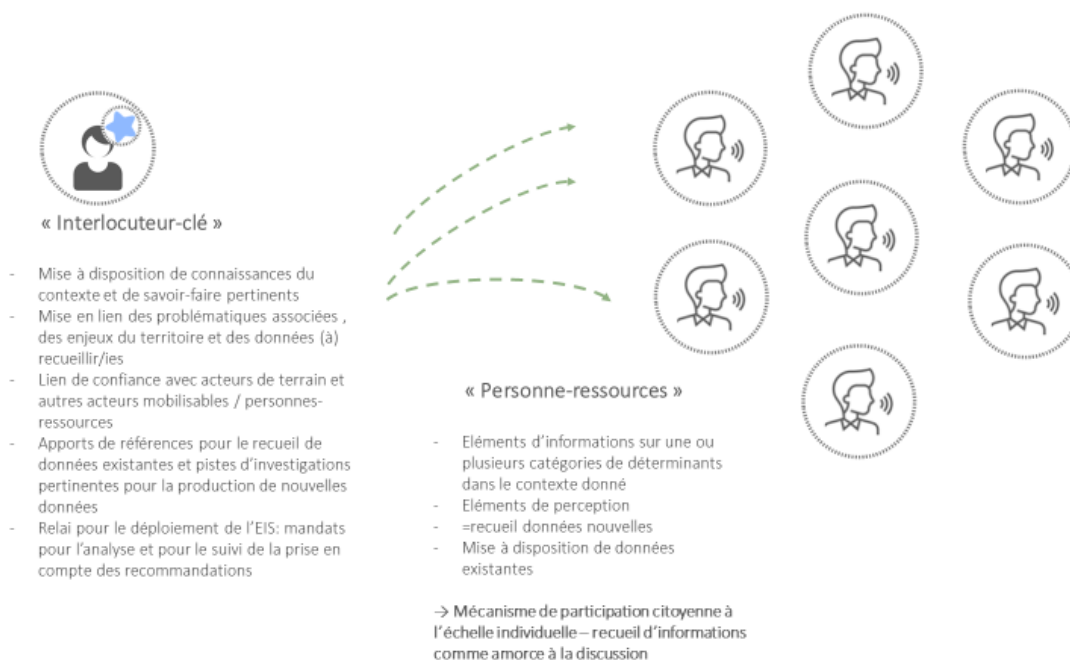 « Interlocuteur-clé »
- Mise à disposition de connaissances du
contexte et de savoir-faire pertinents
- Mise en lien des problématiques associées ,
des enjeux du territoire et des données (à)
recueillir/ies
- Lien de confiance avec acteurs de terrain et
autres acteurs mobilisables / personnes-
ressources
- Apports de références pour le recueil de
données existantes et pistes d’investigations
pertinentes pour la production de nouvelles
données
- Relai pour le déploiement de l’EIS: mandats
pour l’analyse et pour le suivi de la prise en
compte des recommandations
« Personne-ressources »
- Eléments d’informations sur une ou
plusieurs catégories de déterminants
dans le contexte donné
- Eléments de perception
- =recueil données nouvelles
- Mise à disposition de données
existantes
→ Mécanisme de participation citoyenne à
l’échelle individuelle – recueil d’informations
comme amorce à la discussion